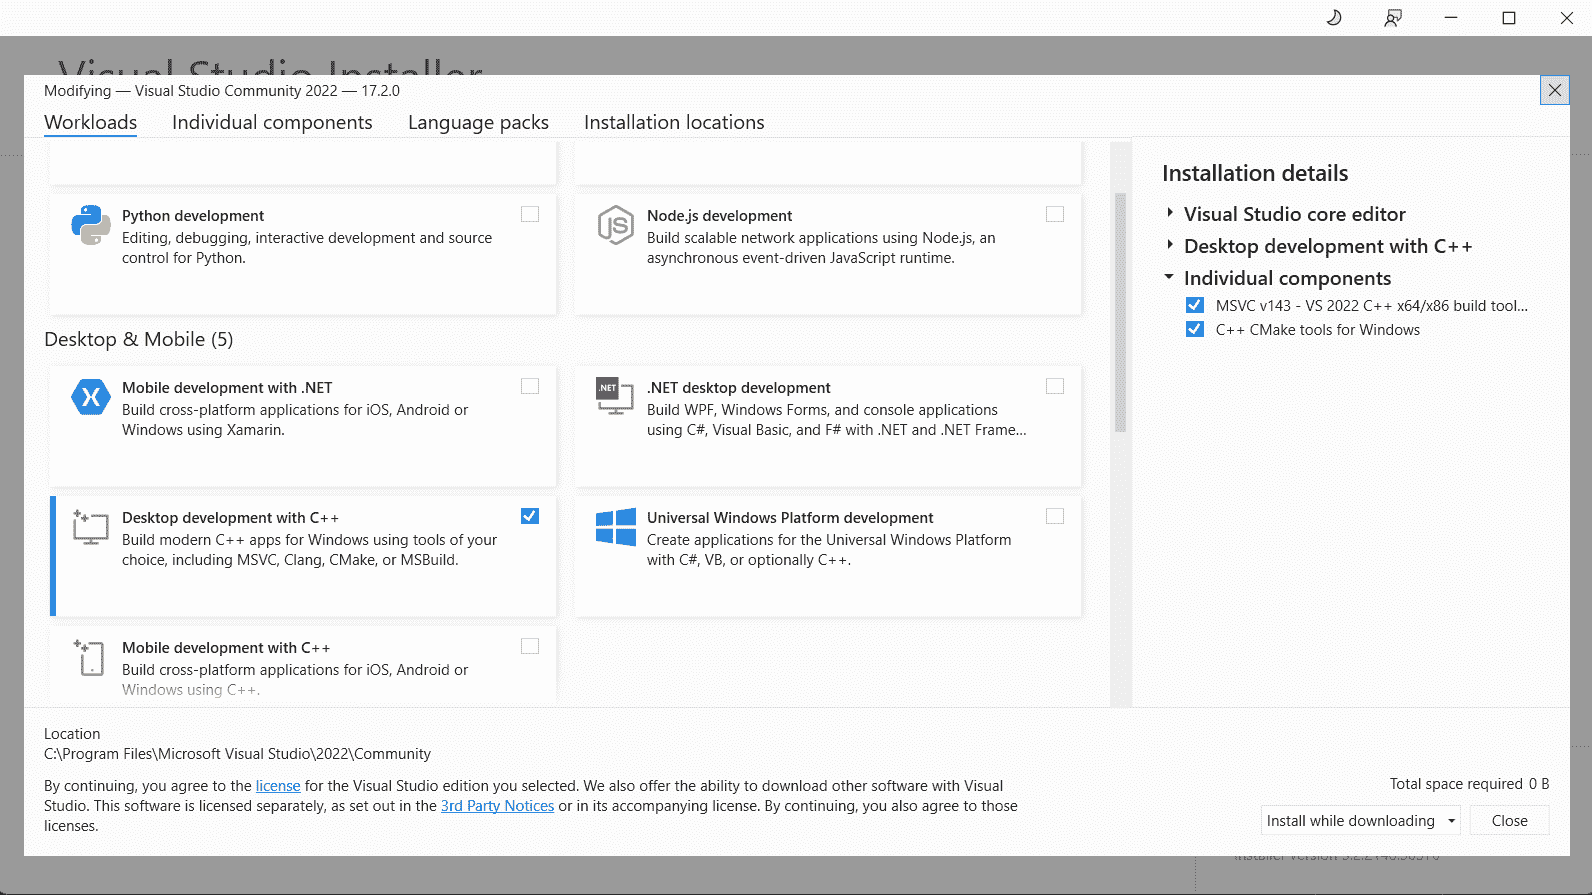 Visual Studio Installer
Modifying — Visual Studio Community 2022 — 17.2.0
Workloads
Individual components
Language packs
Installation locations
Python development
Editing, debugging, interactive development and source
control for Python.
JS
Node.js development
Build scalable network applications using Node.js, an
asynchronous event-driven JavaScript runtime.
Desktop & Mobile (5)
Mobile development with .NET
Build cross-platform applications for iOS, Android or
Windows using Xamarin.
.NET
.NET desktop development
Build WPF, Windows Forms, and console applications
using C#, Visual Basic, and F# with .NET and .NET Frame...
Desktop development with C++
Build modern C++ apps for Windows using tools of your
choice, including MSVC, Clang, CMake, or MSBuild.
Universal Windows Platform development
Create applications for the Universal Windows Platform
with C#, VB, or optionally C++.
Mobile development with C++
Build cross-platform applications for iOS, Android or
Windows using C++.
Installation details
Visual Studio core editor
Desktop development with C++
Individual components
MSVC v143 - VS 2022 C++ x64/x86 build tool...
C++ CMake tools for Windows
Location
C:\Program Files\Microsoft Visual Studio\2022\Community
By continuing, you agree to the license for the Visual Studio edition you selected. We also offer the ability to download other software with Visual
Studio. This software is licensed separately, as set out in the 3rd Party Notices or in its accompanying license. By continuing, you also agree to those
licenses.
Total space required 0 B
Install while downloading
Close